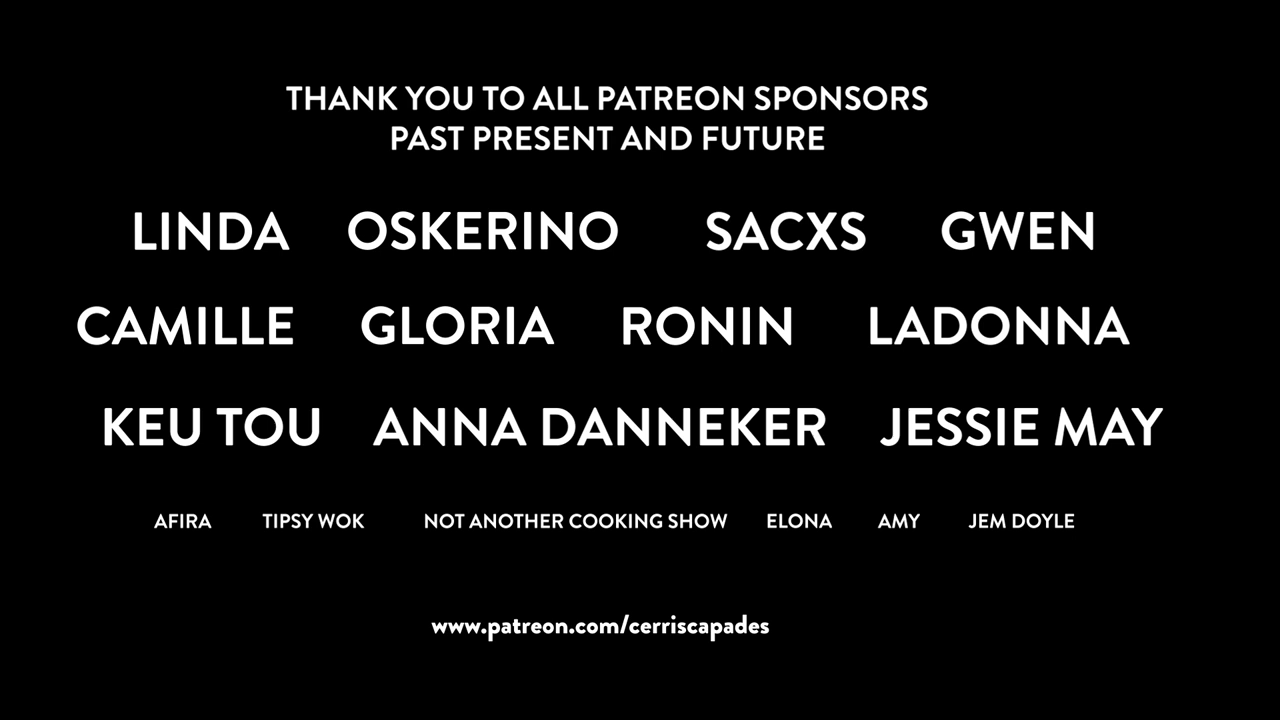 THANK YOU TO ALL PATREON SPONSORS
PAST PRESENT AND FUTURE
LINDA OSKERINO SACXS GWEN
CAMILLE GLORIA RONIN LADONNA
KEU TOU ANNA DANNEKER JESSIE MAY
AFIRA TIPSY WOK NOT ANOTHER COOKING SHOW ELONA AMY JEM DOYLE
www.patreon.com/cerriscapades